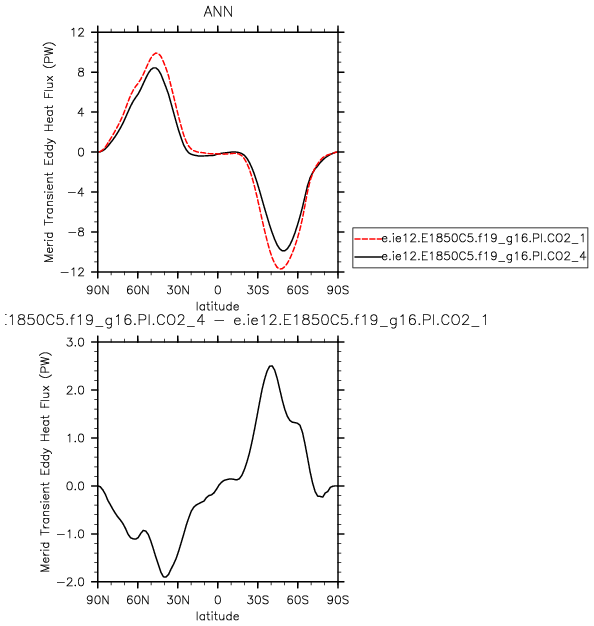 ANN
Merid Transient Eddy Heat Flux (PW)
12
8
4
0
−4
−8
−12
90N 60N 30N 0 30S 60S 90S
latitude
e.ie12.E1850C5.f19_g16.PI.CO2_1
e.ie12.E1850C5.f19_g16.PI.CO2_4
:1850C5.f19_g16.PI.CO2_4 − e.ie12.E1850C5.f19_g16.PI.CO2_1
Merid Transient Eddy Heat Flux (PW)
3.0
2.0
1.0
0.0
−1.0
−2.0
90N 60N 30N 0 30S 60S 90S
latitude